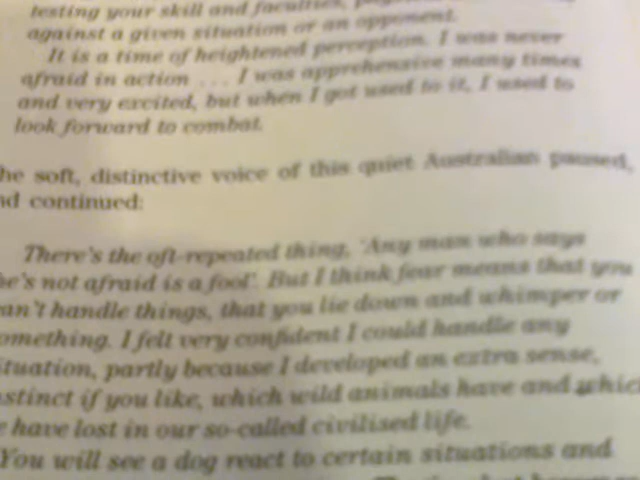 testing your skill and faculties,
against a given situation or an opponent.
It is a time of heightened perception. I was never
afraid in action ... I was apprehensive many times
and very excited, but when I got used to it, I used to
look forward to combat.
he soft, distinctive voice of this quiet Australian paused,
nd continued:
There's the oft-repeated thing, 'Any man who says
he's not afraid is a fool'. But I think fear means that you
an't handle things, that you lie down and whimper or
omething. I felt very confident I could handle any
ituation, partly because I developed an extra sense,
nstinct if you like, which wild animals have and which
e have lost in our so-called civilised life.
You will see a dog react to certain situations and